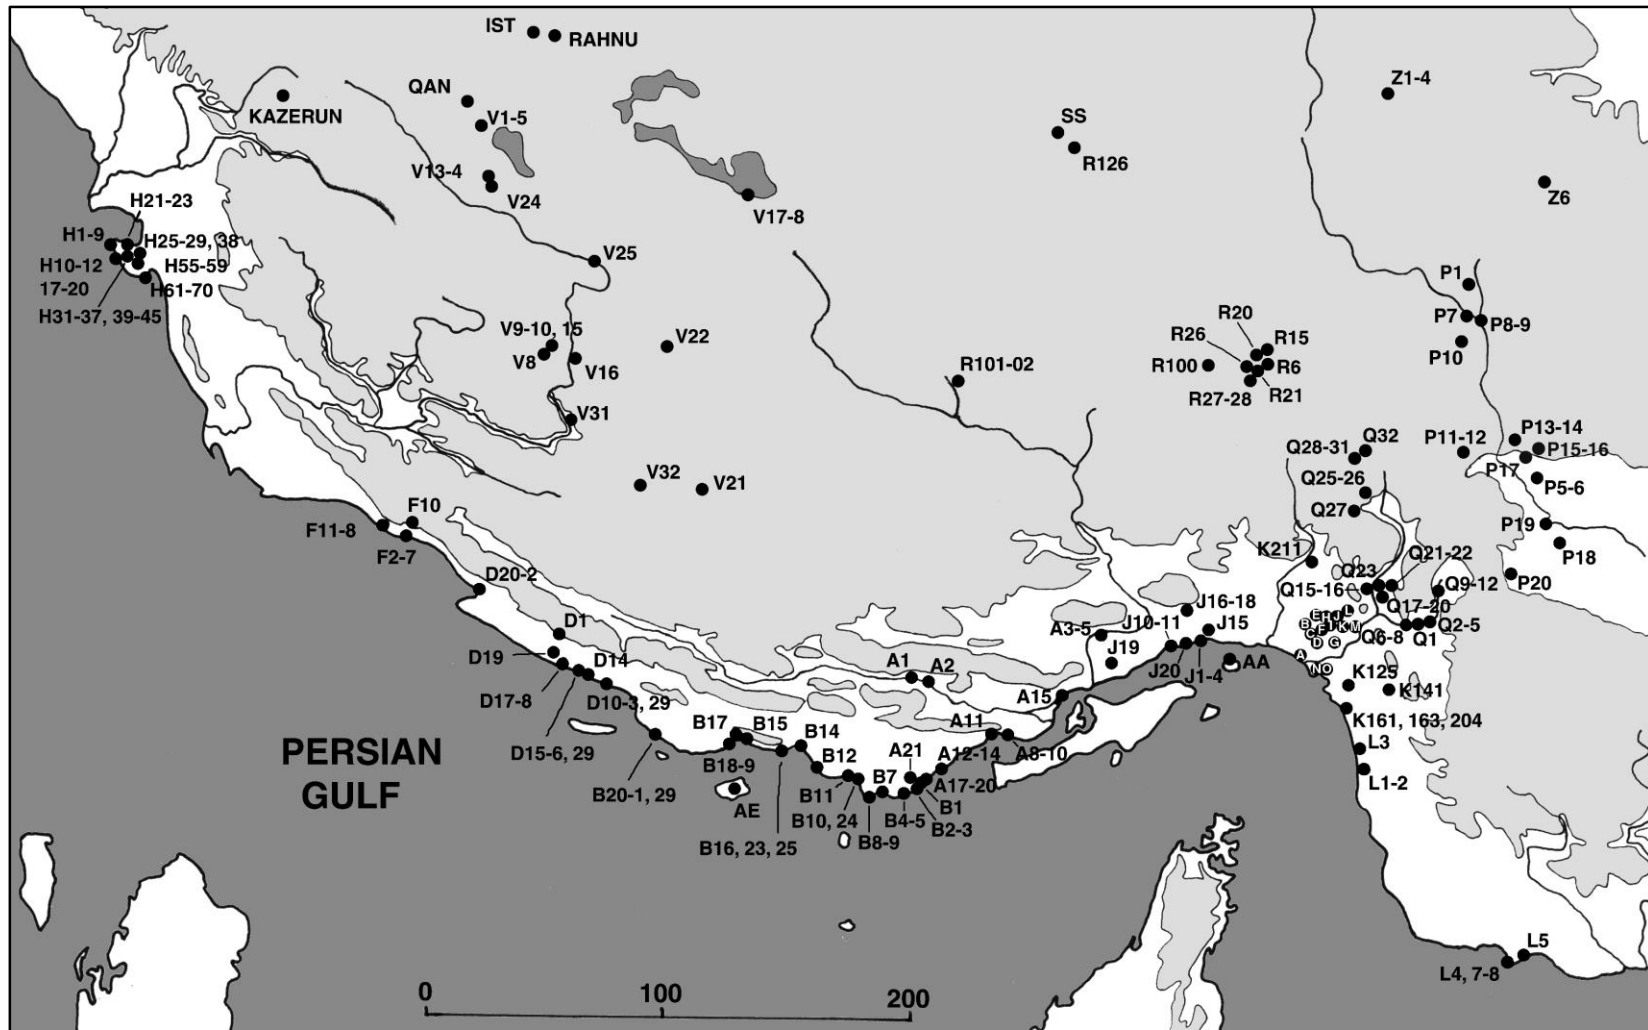 IST
RAHNU
QAN
KAZERUN
V1-5
V13-4
V24
V17-8
SS
R126
Z1-4
Z6
H21-23
H1-9
H25-29, 38
H10-12
17-20
H55-59
H61-70
H31-37, 39-45
V25
V9-10, 15
V8
V16
V22
V31
V32
V21
R101-02
R20
R26
R15
R100
R6
R27-28
R21
P1
P7
P8-9
P10
P13-14
P11-12
P15-16
P17
P5-6
P19
P18
P20
Q32
Q28-31
Q25-26
Q27
K211
Q23
Q21-22
Q15-16
Q9-12
Q17-20
Q6-8
Q1
Q2-5
E
H
J
L
B
C
F
I
K
M
D
G
A
N
O
K125
K141
K161, 163, 204
L3
L1-2
L5
L4, 7-8
F10
F11-8
F2-7
D20-2
D1
D19
D14
D17-8
D10-3, 29
D15-6, 29
A1
A2
A3-5
J10-11
J16-18
J15
J19
J20
J1-4
AA
A15
A11
A8-10
A12-14
A21
A17-20
B17
B15
B14
B12
B18-9
B7
B1
B11
B10, 24
B4-5
B2-3
B8-9
B20-1, 29
AE
B16, 23, 25
PERSIAN
GULF
0
100
200